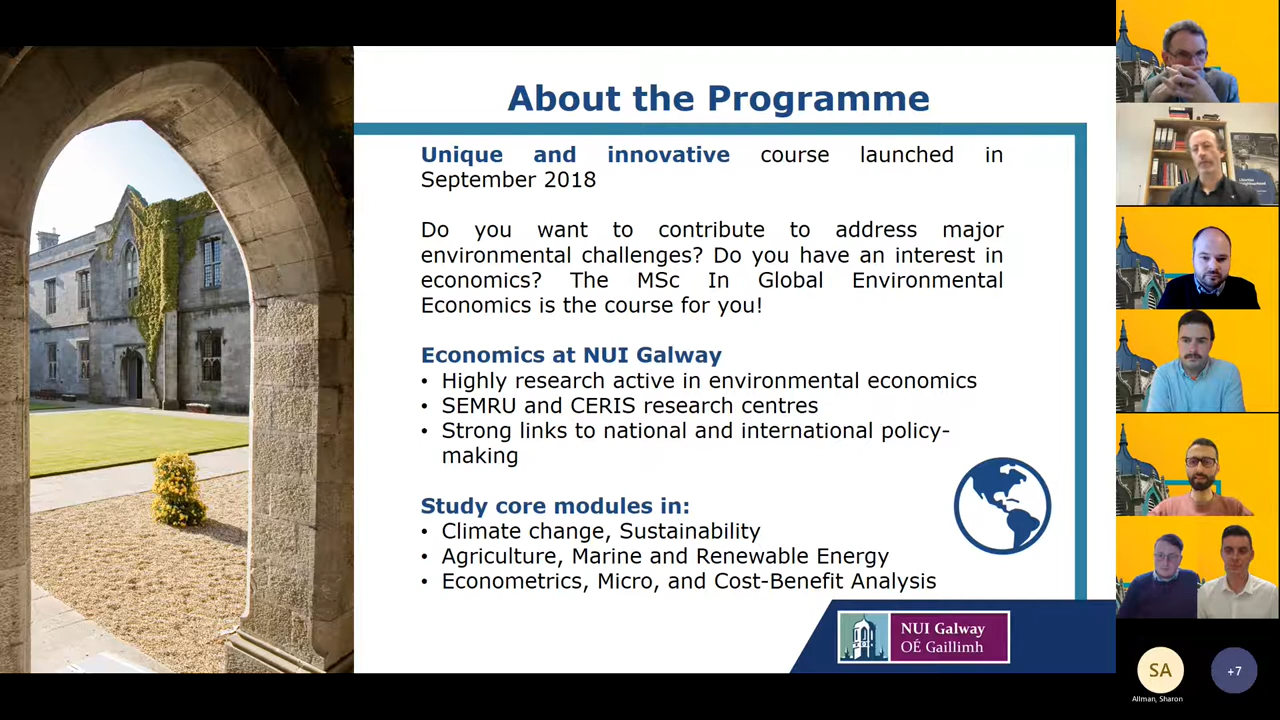 About the Programme
Unique and innovative course launched in
September 2018
Do you want to contribute to address major
environmental challenges? Do you have an interest in
economics? The MSc In Global Environmental
Economics is the course for you!
Economics at NUI Galway
• Highly research active in environmental economics
• SEMRU and CERIS research centres
• Strong links to national and international policy-
making
Study core modules in:
• Climate change, Sustainability
• Agriculture, Marine and Renewable Energy
• Econometrics, Micro, and Cost-Benefit Analysis
NUI Galway
OÉ Gaillimh
SA
+7
Allman, Sharon